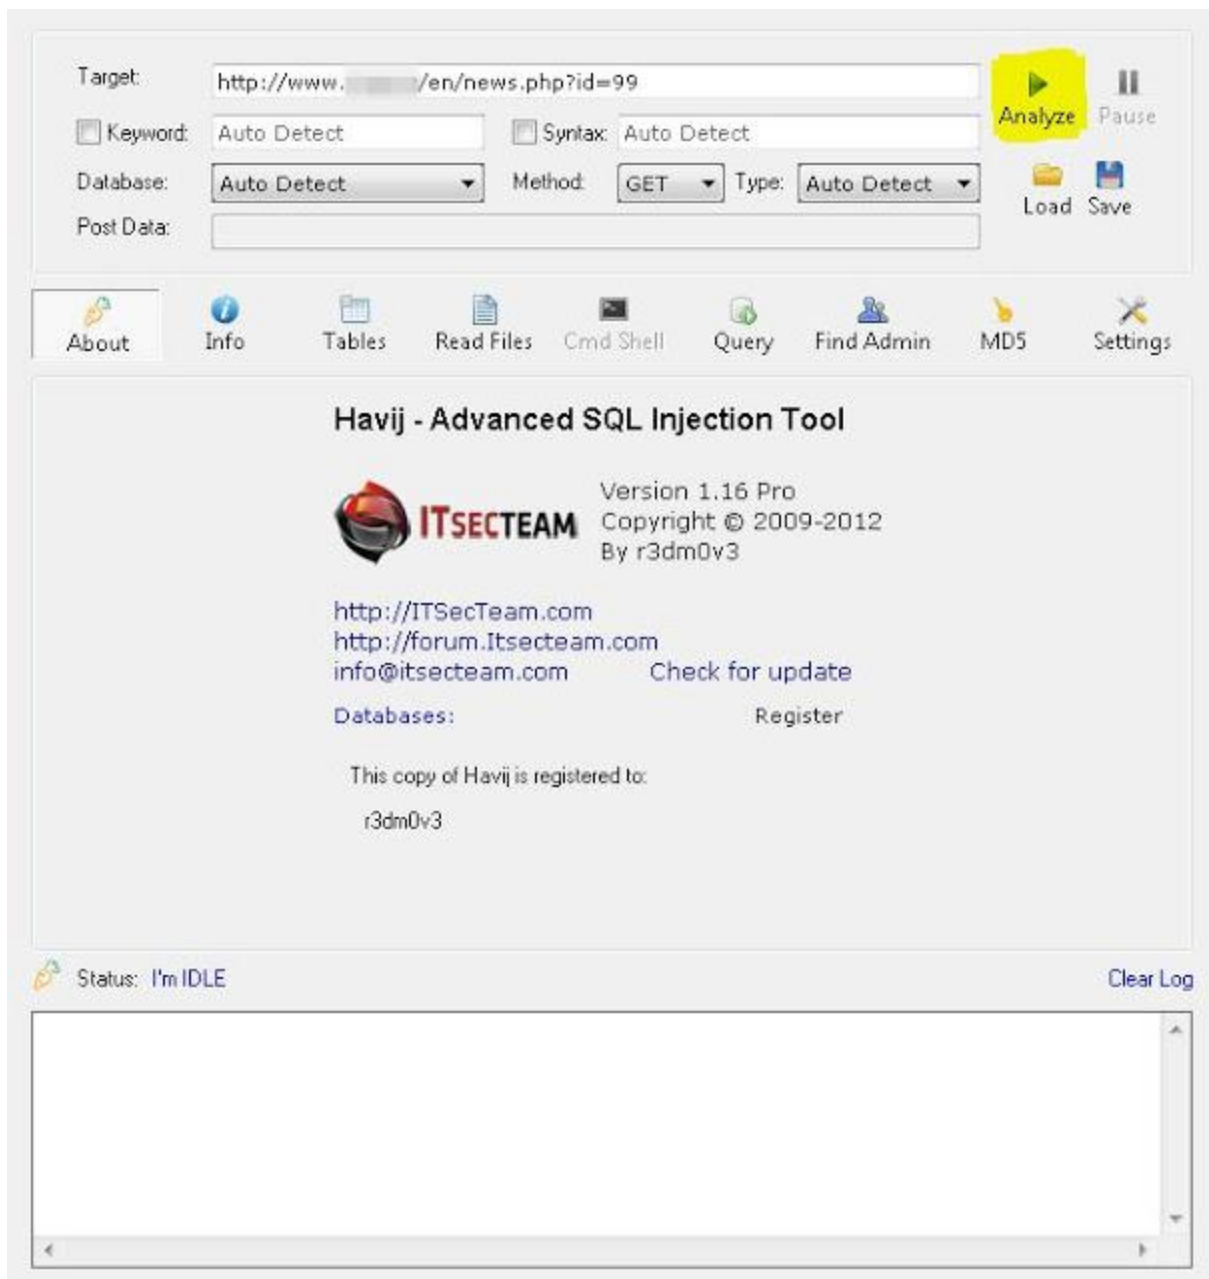 Target: http://www. /en/news.php?id=99
Analyze Pause
Keyword: Auto Detect Syntax: Auto Detect
Database: Auto Detect Method: GET Type: Auto Detect
Load Save
Post Data:
About Info Tables Read Files Cmd Shell Query Find Admin MD5 Settings
Havij - Advanced SQL Injection Tool
ITSECTEAM
Version 1.16 Pro
Copyright © 2009-2012
By r3dm0v3
http://ITSecTeam.com
http://forum.Itsecteam.com
info@itsecteam.com Check for update
Databases: Register
This copy of Havij is registered to:
r3dm0v3
Status: I'm IDLE Clear Log